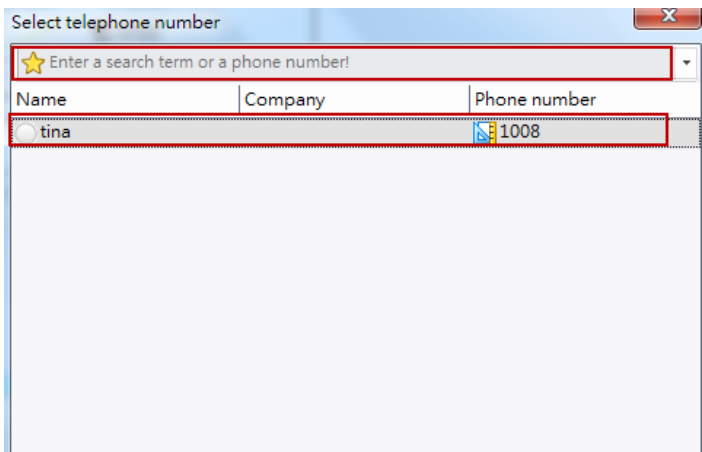 Select telephone number
Enter a search term or a phone number!
Name Company Phone number
tina 1008